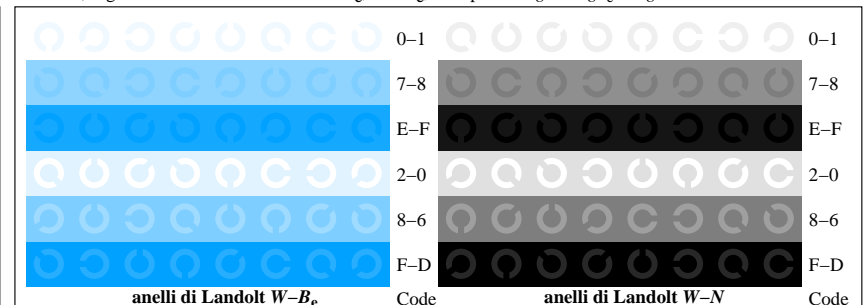 0–1 0–1
7–8 7–8
E–F E–F
2–0 2–0
8–6 8–6
F–D F–D
anelli di Landolt W–Be Code anelli di Landolt W–N Code